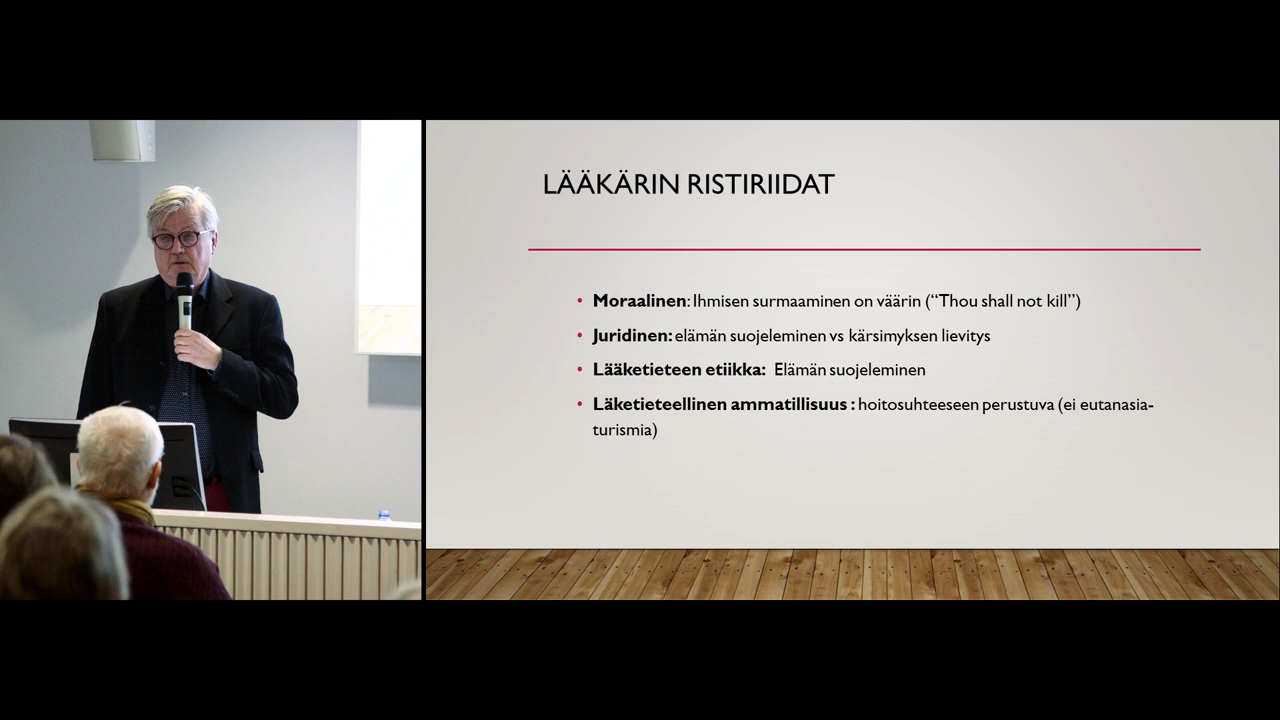 LÄÄKÄRIN RISTIRIIDAT
• Moraalinen: Ihmisen surmaaminen on väärin (“Thou shall not kill”)
• Juridinen: elämän suojeleminen vs kärsimyksen lievitys
• Lääketieteen etiikka:  Elämän suojeleminen
• Läketieteellinen ammatillisuus : hoitosuhteeseen perustuva (ei eutanasia-
turismia)